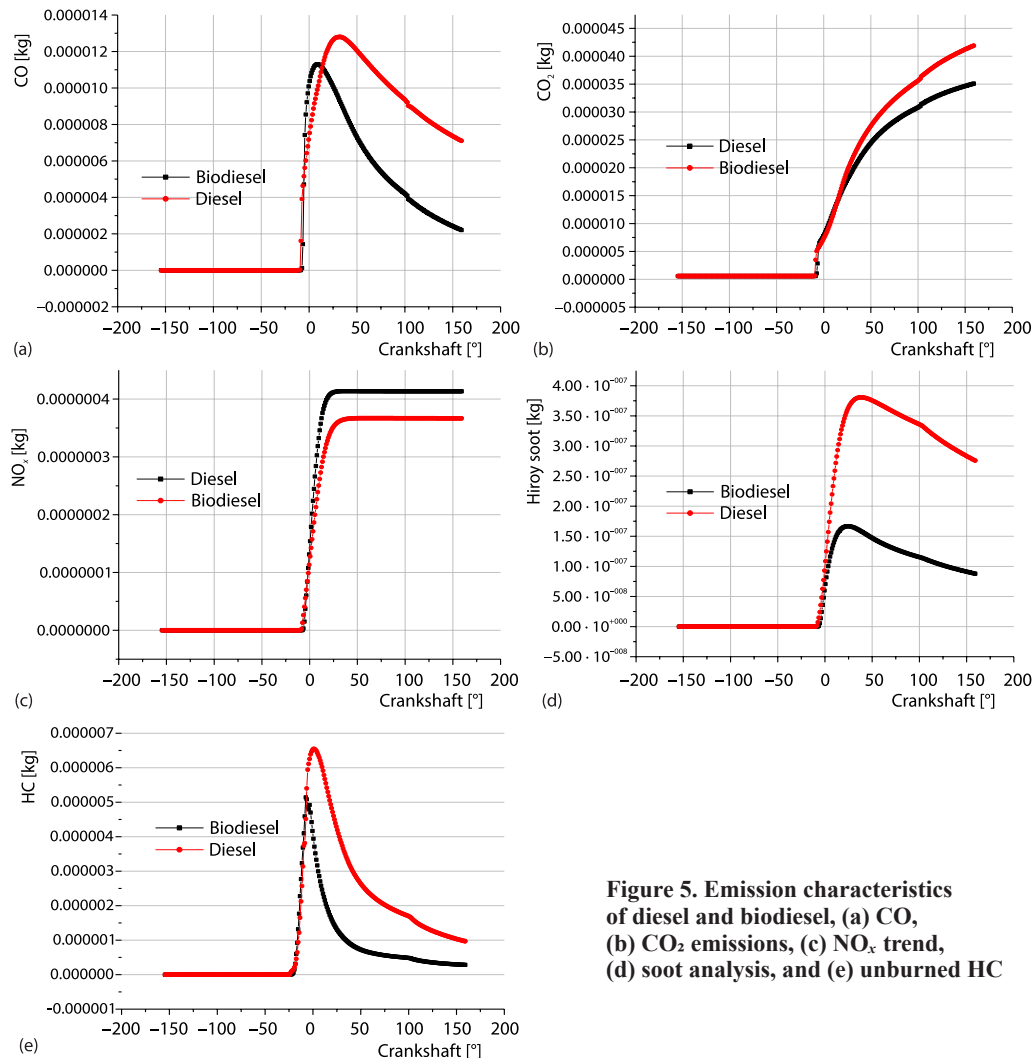 0.000014
0.000012
0.000010
0.000008
0.000006
0.000004
0.000002
0.000000
−0.000002
CO [kg]
Biodiesel
Diesel
−200 −150 −100 −50 0 50 100 150 200
Crankshaft [°]
(a)
0.000045
0.000040
0.000035
0.000030
0.000025
0.000020
0.000015
0.000010
0.000005
0.000000
−0.000005
CO₂ [kg]
Diesel
Biodiesel
−200 −150 −100 −50 0 50 100 150 200
Crankshaft [°]
(b)
0.0000004
0.0000003
0.0000002
0.0000001
0.0000000
NOₓ [kg]
Diesel
Biodiesel
−200 −150 −100 −50 0 50 100 150 200
Crankshaft [°]
(c)
4.00 · 10⁻⁰⁰⁷
3.75 · 10⁻⁰⁰⁷
3.00 · 10⁻⁰⁰⁷
2.50 · 10⁻⁰⁰⁷
2.00 · 10⁻⁰⁰⁷
1.50 · 10⁻⁰⁰⁷
1.00 · 10⁻⁰⁰⁷
5.00 · 10⁻⁰⁰⁸
0.00 · 10⁺⁰⁰⁰
−5.00 · 10⁻⁰⁰⁸
Hiroy soot [kg]
Biodiesel
Diesel
−200 −150 −100 −50 0 50 100 150 200
Crankshaft [°]
(d)
0.000007
0.000006
0.000005
0.000004
0.000003
0.000002
0.000001
0.000000
-0.000001
HC [kg]
Biodiesel
Diesel
−200 −150 −100 −50 0 50 100 150 200
Crankshaft [°]
(e)
Figure 5. Emission characteristics
of diesel and biodiesel, (a) CO,
(b) CO₂ emissions, (c) NOₓ trend,
(d) soot analysis, and (e) unburned HC